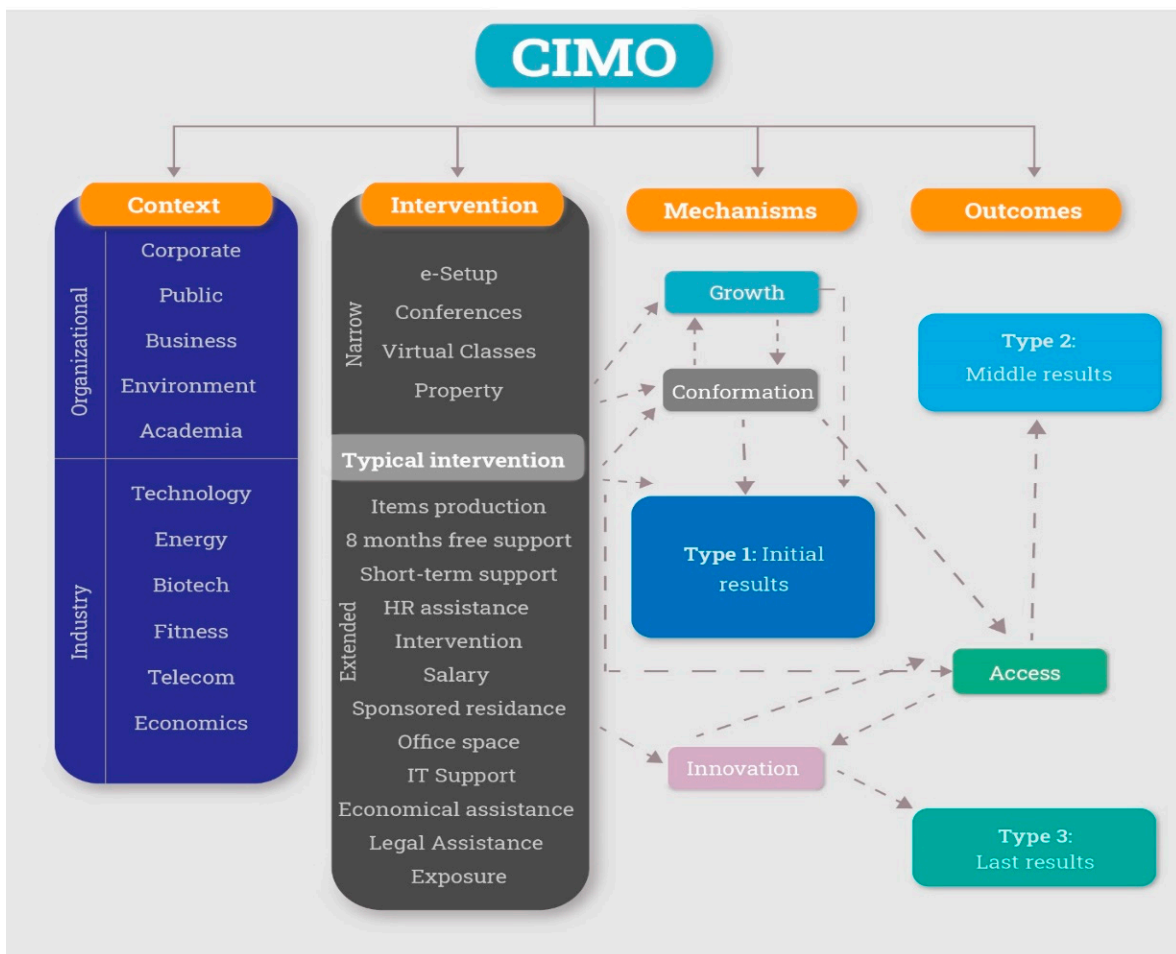 CIMO
Context
Organizational
Corporate
Public
Business
Environment
Academia
Industry
Technology
Energy
Biotech
Fitness
Telecom
Economics
Intervention
Narrow
e-Setup
Conferences
Virtual Classes
Property
Typical intervention
Extended
Items production
8 months free support
Short-term support
HR assistance
Intervention
Salary
Sponsored residance
Office space
IT Support
Economical assistance
Legal Assistance
Exposure
Mechanisms
Growth
Conformation
Type 1: Initial
results
Innovation
Outcomes
Type 2:
Middle results
Access
Type 3:
Last results